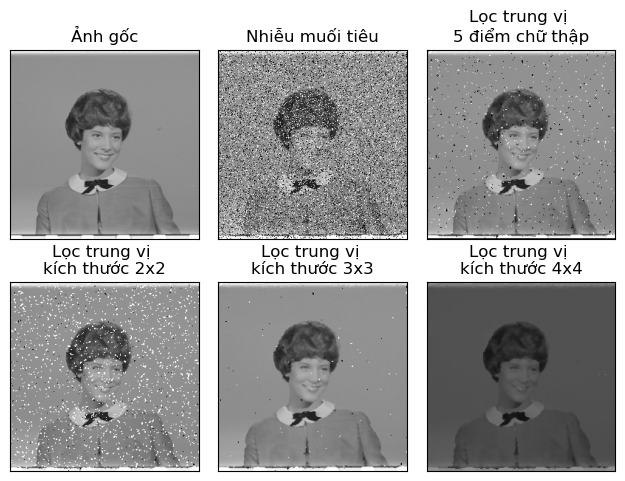 Ảnh gốc
Nhiễu muối tiêu
Lọc trung vị
5 điểm chữ thập
Lọc trung vị
kích thước 2x2
Lọc trung vị
kích thước 3x3
Lọc trung vị
kích thước 4x4